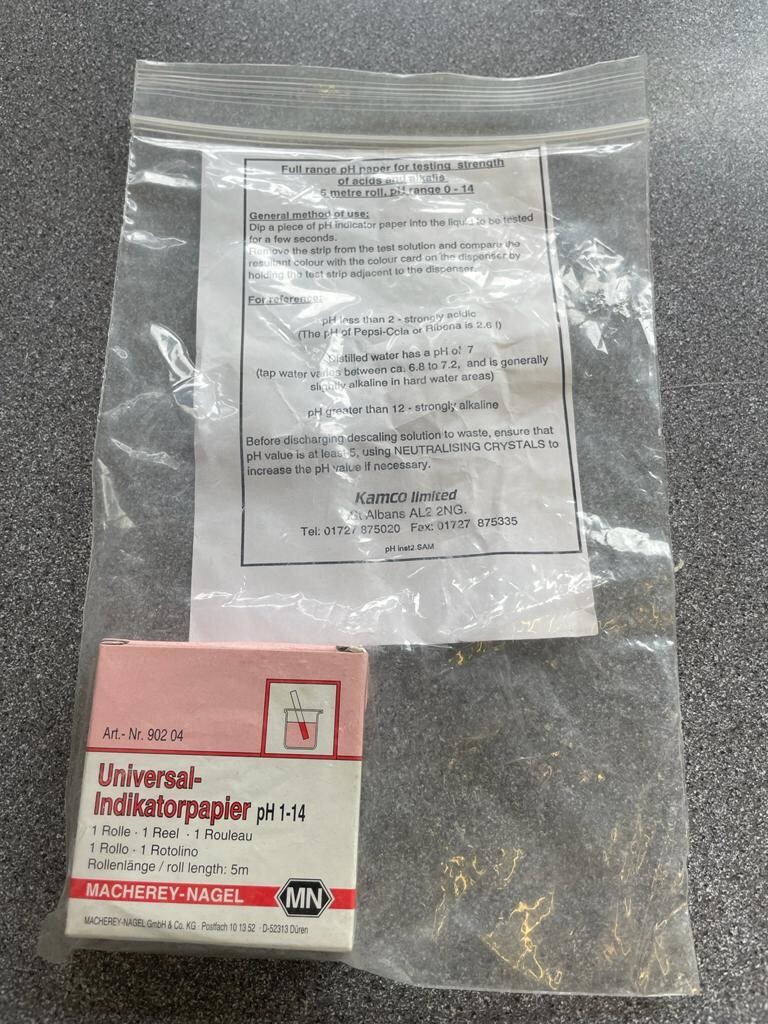 Full range pH paper for testing strength
of acids and alkalis
5 metre roll, pH range 0 - 14
General method of use:
Dip a piece of pH indicator paper into the liquid to be tested
for a few seconds.
Remove the strip from the test solution and compare the
resultant colour with the colour card on the dispenser by
holding the test strip adjacent to the dispenser.
For reference:
pH less than 2 - strongly acidic
(The pH of Pepsi-Cola or Ribena is 2.6 !)
Distilled water has a pH of 7
(tap water varies between ca. 6.8 to 7.2, and is generally
slightly alkaline in hard water areas)
pH greater than 12 - strongly alkaline
Before discharging descaling solution to waste, ensure that
pH value is at least 5, using NEUTRALISING CRYSTALS to
increase the pH value if necessary.
Kamco limited
St Albans AL2 2NG.
Tel: 01727 875020 Fax: 01727 875335
pH inst2.SAM
Art.- Nr. 902 04
Universal-
Indikatorpapier pH 1-14
1 Rolle · 1 Reel · 1 Rouleau
1 Rollo · 1 Rotolino
Rollenlänge / roll length: 5m
MACHEREY-NAGEL MN
MACHEREY-NAGEL GmbH & Co. KG · Postfach 10 13 52 · D-52313 Düren